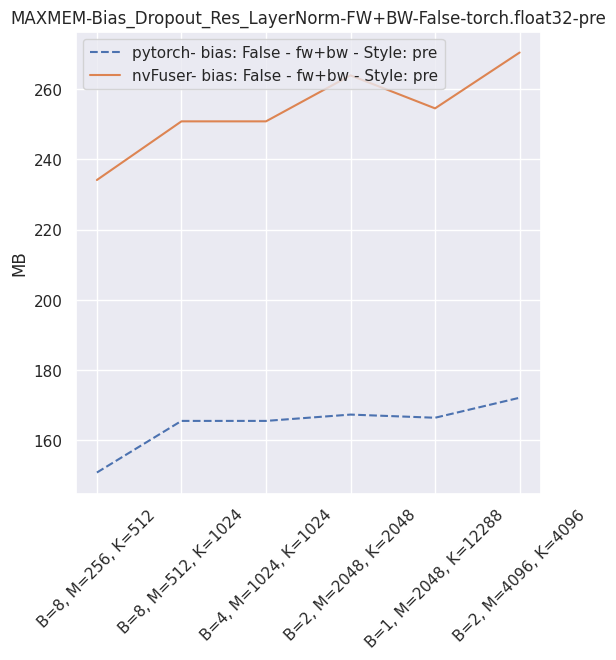 MAXMEM-Bias_Dropout_Res_LayerNorm-FW+BW-False-torch.float32-pre
pytorch- bias: False - fw+bw - Style: pre
nvFuser- bias: False - fw+bw - Style: pre
260
240
220
200
180
160
MB
B=8, M=256, K=512
B=8, M=512, K=1024
B=4, M=1024, K=1024
B=2, M=2048, K=2048
B=1, M=2048, K=12288
B=2, M=4096, K=4096